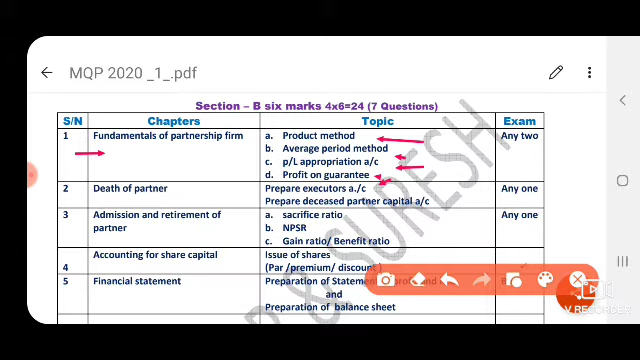 MQP 2020 _1_.pdf
Section – B six marks 4x6=24 (7 Questions)
S/N Chapters Topic Exam
1 Fundamentals of partnership firm a. Product method Any two
b. Average period method
c. p/L appropriation a/c
d. Profit on guarantee
2 Death of partner Prepare executors a./c Any one
Prepare deceased partner capital a/c
3 Admission and retirement of partner a. sacrifice ratio Any one
b. NPSR
c. Gain ratio/ Benefit ratio
4 Accounting for share capital Issue of shares
(Par /premium/ discount)
5 Financial statement Preparation of Statement and
and
Preparation of balance sheet
& SURESH
V RECORDER